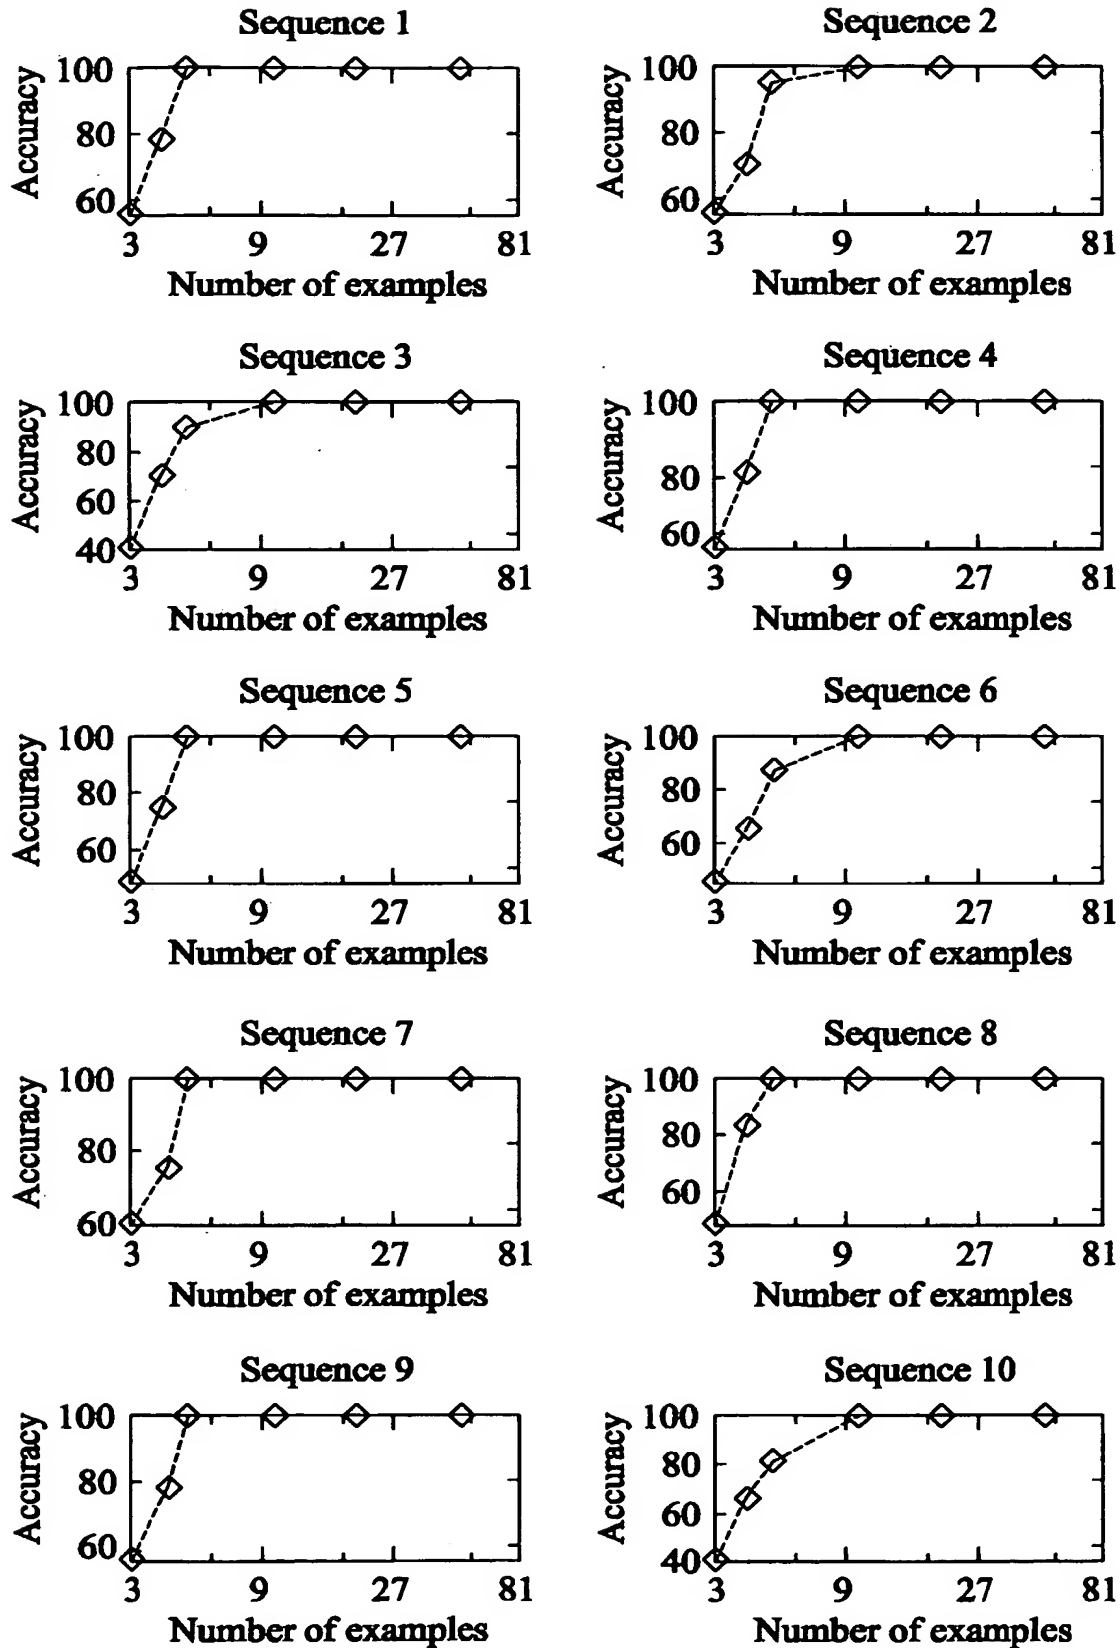 Sequence 1
Accuracy
100
80
60
3 9 27 81
Number of examples
Sequence 2
Accuracy
100
80
60
3 9 27 81
Number of examples
Sequence 3
Accuracy
100
80
60
40
3 9 27 81
Number of examples
Sequence 4
Accuracy
100
80
60
3 9 27 81
Number of examples
Sequence 5
Accuracy
100
80
60
3 9 27 81
Number of examples
Sequence 6
Accuracy
100
80
60
3 9 27 81
Number of examples
Sequence 7
Accuracy
100
80
60
3 9 27 81
Number of examples
Sequence 8
Accuracy
100
80
60
3 9 27 81
Number of examples
Sequence 9
Accuracy
100
80
60
3 9 27 81
Number of examples
Sequence 10
Accuracy
100
80
60
40
3 9 27 81
Number of examples